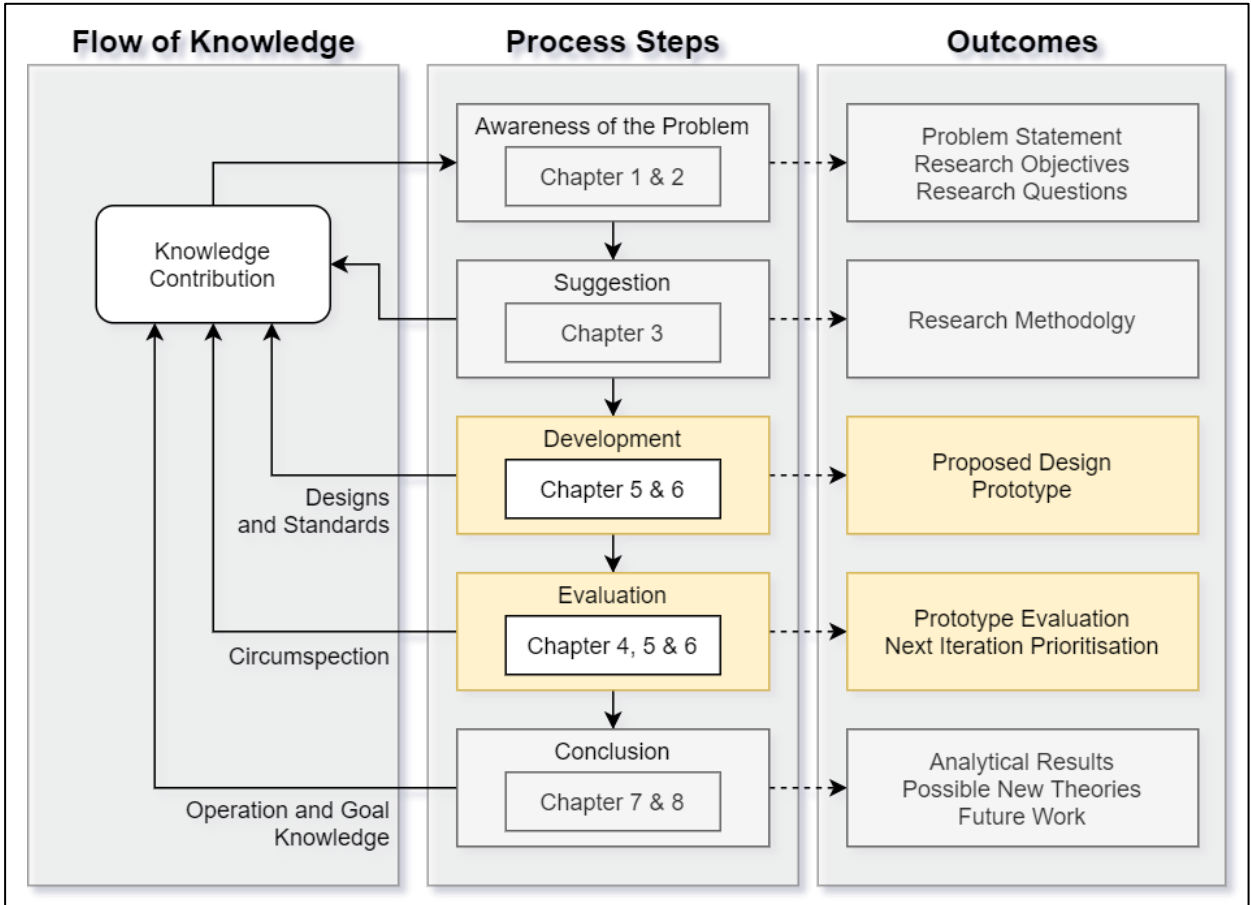 Flow of Knowledge
Process Steps
Outcomes
Awareness of the Problem
Chapter 1 & 2
Problem Statement
Research Objectives
Research Questions
Knowledge
Contribution
Suggestion
Chapter 3
Research Methodolgy
Development
Chapter 5 & 6
Proposed Design
Prototype
Designs
and Standards
Evaluation
Chapter 4, 5 & 6
Prototype Evaluation
Next Iteration Prioritisation
Circumspection
Conclusion
Chapter 7 & 8
Analytical Results
Possible New Theories
Future Work
Operation and Goal
Knowledge